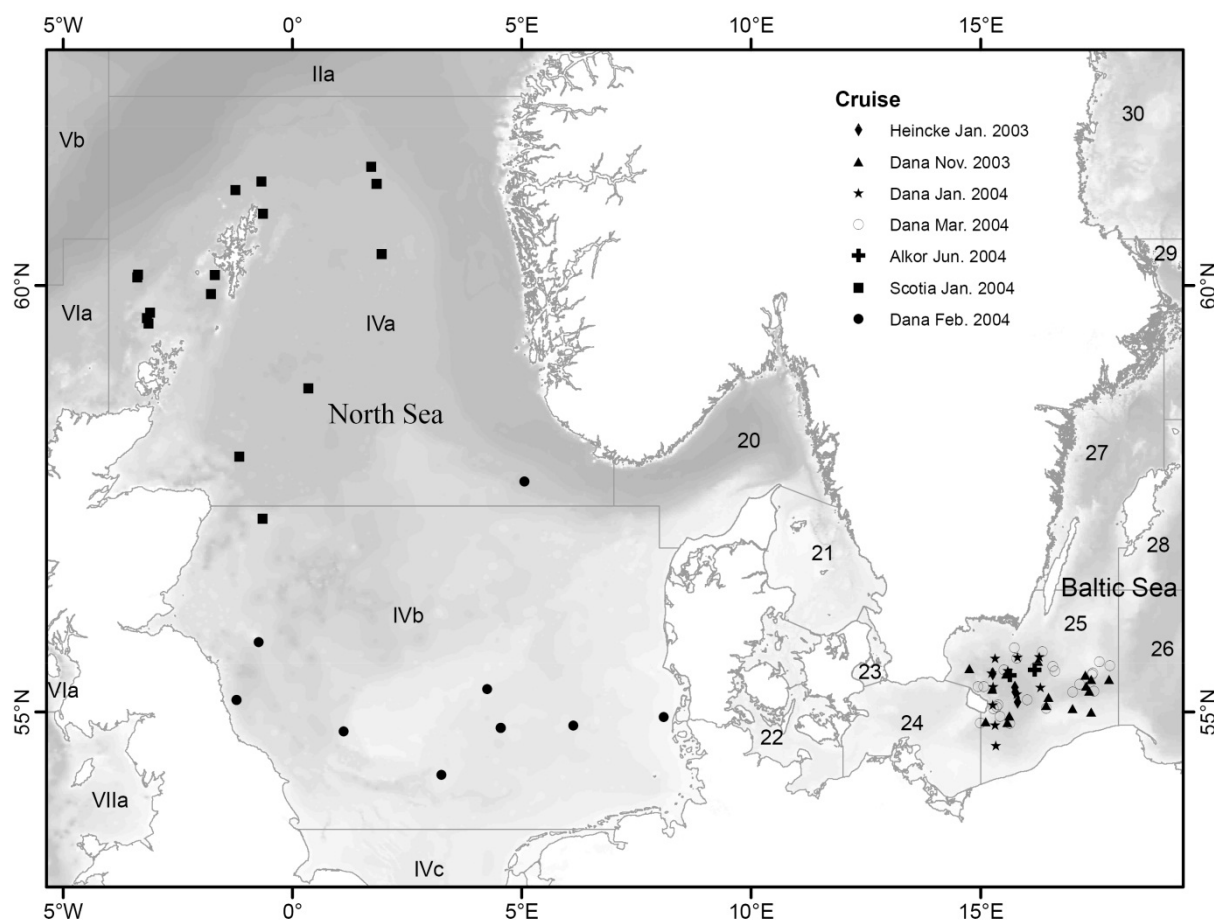 5°W 0° 5°E 10°E 15°E
IIa
Cruise
30
Vb
Heincke Jan. 2003
Dana Nov. 2003
Dana Jan. 2004
Dana Mar. 2004
29
Alkor Jun. 2004
60°N
60°N
Scotia Jan. 2004
VIa
IVa
Dana Feb. 2004
North Sea
20
27
21
28
Baltic Sea
IVb
25
26
23
VIa
24
55°N
55°N
22
VIIa
IVc
5°W 0° 5°E 10°E 15°E